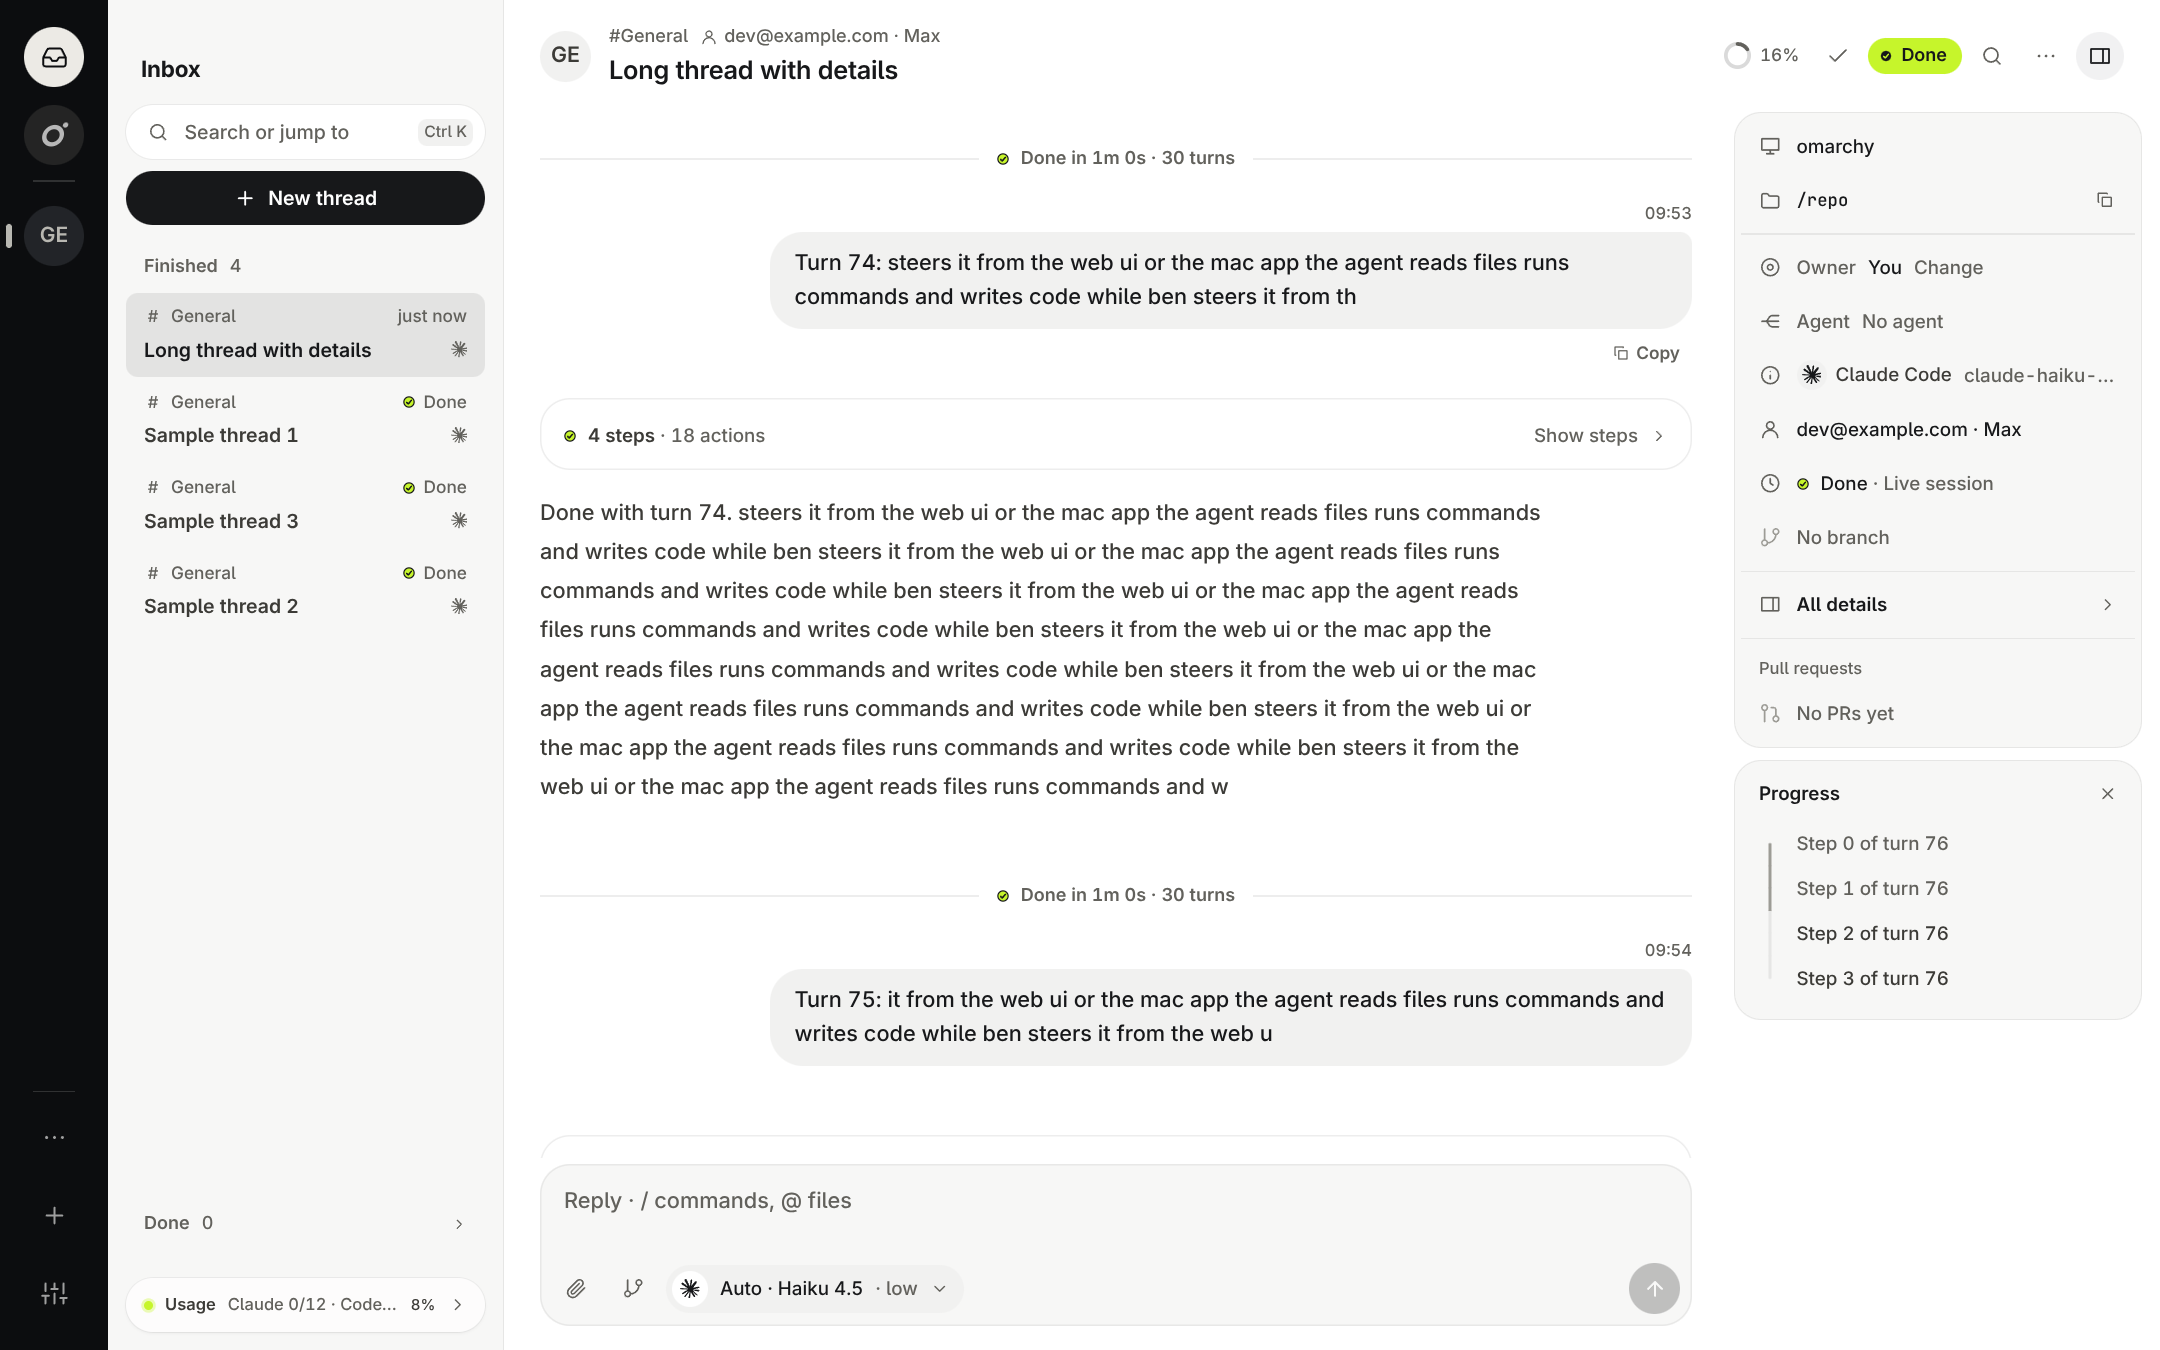 Inbox
Search or jump to
Ctrl K
New thread
GE
Finished 4
# General
just now
Long thread with details
# General
Done
Sample thread 1
# General
Done
Sample thread 3
# General
Done
Sample thread 2
Done 0
Usage Claude 0/12 · Code... 8%
GE
#General dev@example.com · Max
Long thread with details
16%
Done
Done in 1m 0s · 30 turns
09:53
Turn 74: steers it from the web ui or the mac app the agent reads files runs
commands and writes code while ben steers it from th
Copy
4 steps · 18 actions
Show steps
Done with turn 74. steers it from the web ui or the mac app the agent reads files runs commands
and writes code while ben steers it from the web ui or the mac app the agent reads files runs
commands and writes code while ben steers it from the web ui or the mac app the agent reads
files runs commands and writes code while ben steers it from the web ui or the mac app the
agent reads files runs commands and writes code while ben steers it from the web ui or the mac
app the agent reads files runs commands and writes code while ben steers it from the web ui or
the mac app the agent reads files runs commands and writes code while ben steers it from the
web ui or the mac app the agent reads files runs commands and w
Done in 1m 0s · 30 turns
09:54
Turn 75: it from the web ui or the mac app the agent reads files runs commands and
writes code while ben steers it from the web u
Reply · / commands, @ files
Auto · Haiku 4.5 · low
omarchy
/repo
Owner You Change
Agent No agent
Claude Code claude-haiku-...
dev@example.com · Max
Done · Live session
No branch
All details
Pull requests
No PRs yet
Progress
Step 0 of turn 76
Step 1 of turn 76
Step 2 of turn 76
Step 3 of turn 76